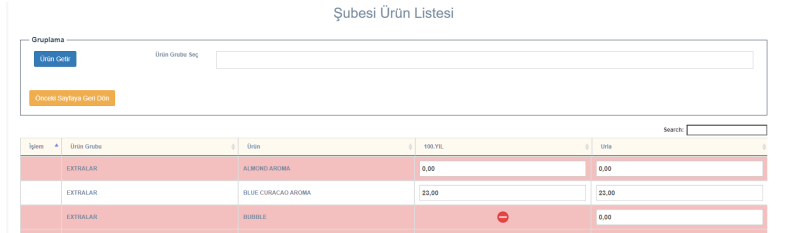 Şubesi Ürün Listesi
Gruplama
Ürün Getir
Ürün Grubu Seç
Önceki Sayfaya Geri Dön
Search:
İşlem Ürün Grubu Ürün 100.YIL Urla
EXTRALAR ALMOND AROMA 0,00 0,00
EXTRALAR BLUE CURACAO AROMA 23,00 23,00
EXTRALAR BUBBLE 0,00